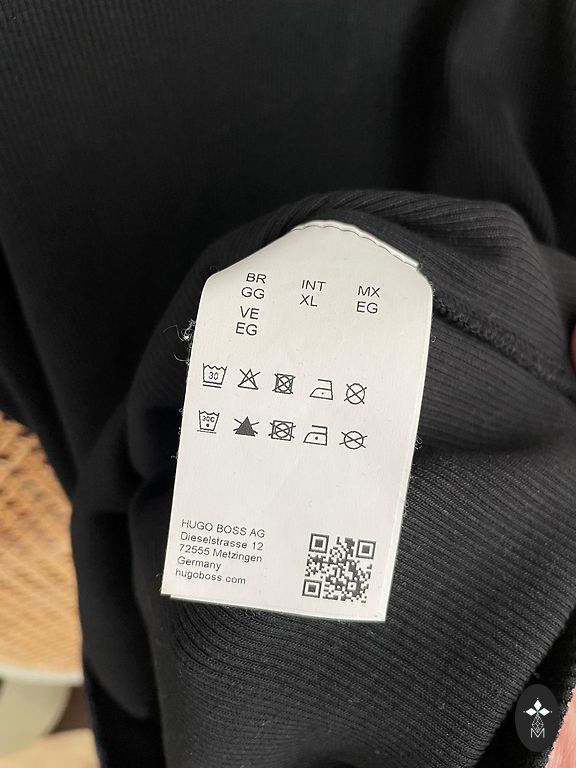 BR
GG
INT
XL
MX
EG
VE
EG
30
30C
HUGO BOSS AG
Dieselstrasse 12
72555 Metzingen
Germany
hugoboss.com
M